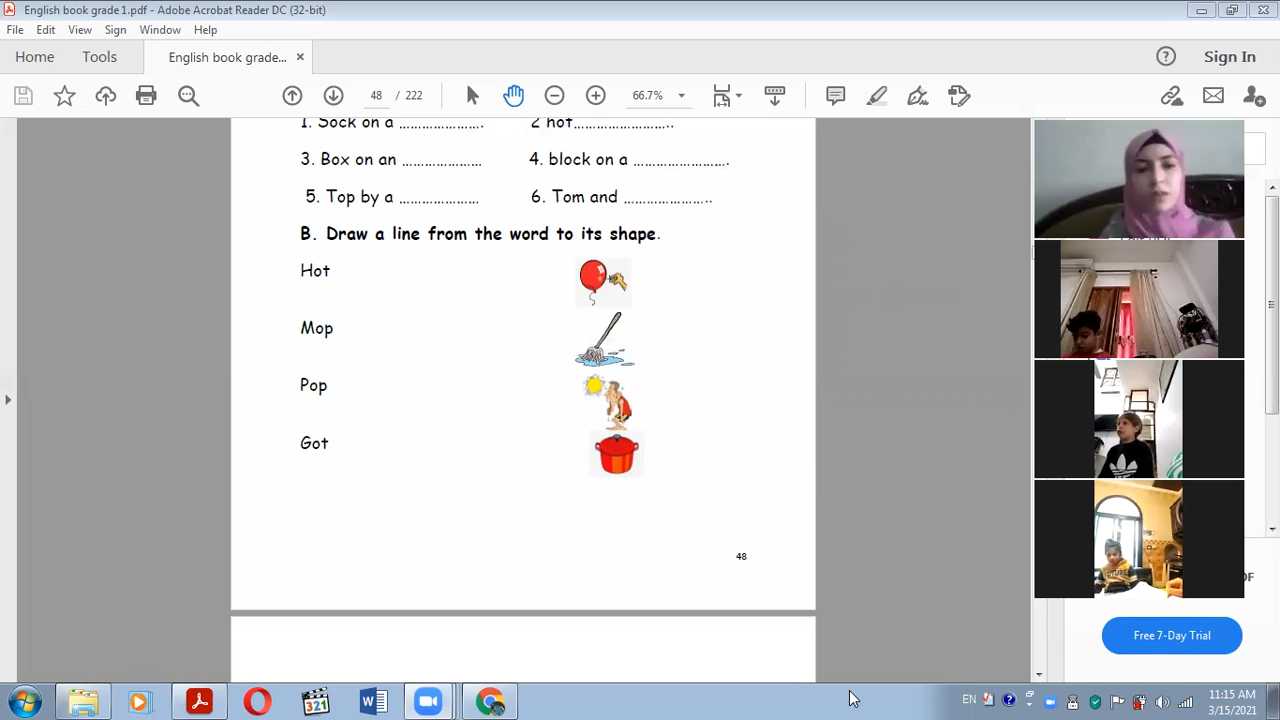 English book grade 1.pdf - Adobe Acrobat Reader DC (32-bit)
File Edit View Sign Window Help
Home Tools English book grade... × Sign In
48 / 222 66.7%
1. Sock on a ………………….. 2 hot…………………..
3. Box on an ………………… 4. block on a ……………………
5. Top by a ………………… 6. Tom and …………………..
B. Draw a line from the word to its shape.
Hot
Mop
Pop
Got
48
Free 7-Day Trial
321
EN
11:15 AM
3/15/2021